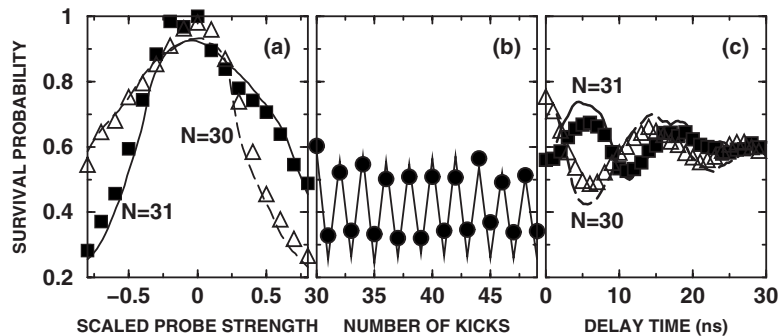 SURVIVAL PROBABILITY
1
0.8
0.6
0.4
0.2
(a)
N=30
N=31
−0.5
0.0
0.5
SCALED PROBE STRENGTH
(b)
30
35
40
45
NUMBER OF KICKS
(c)
N=31
N=30
0
10
20
30
DELAY TIME (ns)